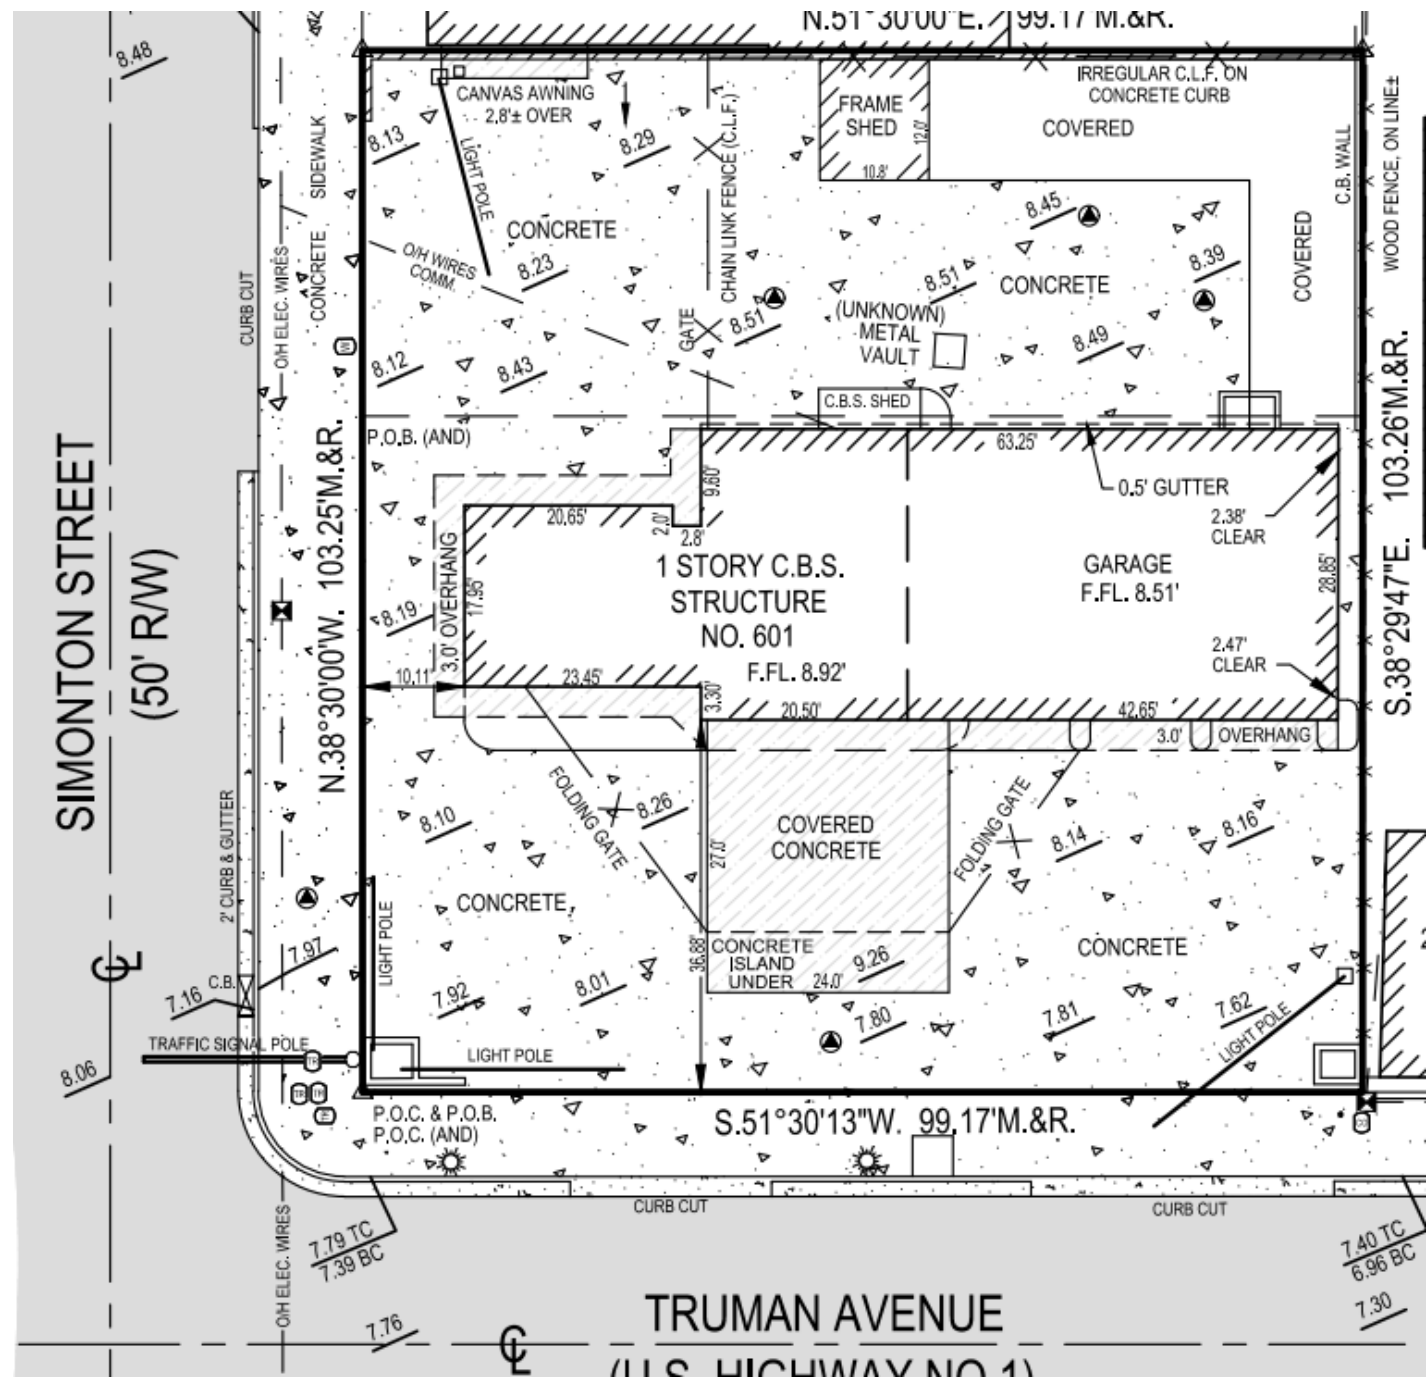 N.51°30'00"E. 99.17'M.&R.
8.48
CANVAS AWNING
2.8'± OVER
IRREGULAR C.L.F. ON
CONCRETE CURB
FRAME
SHED
12.0'
10.8'
COVERED
C.B. WALL
WOOD FENCE, ON LINE±
8.13
8.29
LIGHT POLE
CHAIN LINK FENCE (C.L.F.)
CONCRETE SIDEWALK
CONCRETE
8.45
8.39
COVERED
O/H WIRES
COMM.
8.23
8.51
CONCRETE
CURB CUT
O/H ELEC. WIRES
(UNKNOWN)
METAL
VAULT
GATE
8.51
8.49
8.12
8.43
C.B.S. SHED
P.O.B. (AND)
63.25'
9.60'
0.5' GUTTER
2.38'
CLEAR
SIMONTON STREET
(50' R/W)
N.38°30'00"W. 103.25'M.&R.
S.38°29'47"E. 103.26'M.&R.
20.65'
2.0'
2.8'
1 STORY C.B.S.
STRUCTURE
NO. 601
F.FL. 8.92'
GARAGE
F.FL. 8.51'
28.85'
17.95'
3.0' OVERHANG
8.19
2.47'
CLEAR
10.11'
23.45'
3.30'
20.50'
42.65'
3.0'
OVERHANG
FOLDING GATE
8.26
8.10
COVERED
CONCRETE
27.0'
FOLDING GATE
8.14
8.16
2' CURB & GUTTER
CONCRETE
LIGHT POLE
7.97
CONCRETE
ISLAND
UNDER
36.88'
9.26
24.0'
CONCRETE
C.B.
7.16
7.92
8.01
7.80
7.81
7.62
LIGHT POLE
TRAFFIC SIGNAL POLE
LIGHT POLE
8.06
P.O.C. & P.O.B.
P.O.C. (AND)
S.51°30'13"W. 99.17'M.&R.
CURB CUT
CURB CUT
O/H ELEC. WIRES
7.79 TC
7.39 BC
7.40 TC
6.96 BC
7.30
7.76
TRUMAN AVENUE
(U.S. HIGHWAY NO.1)